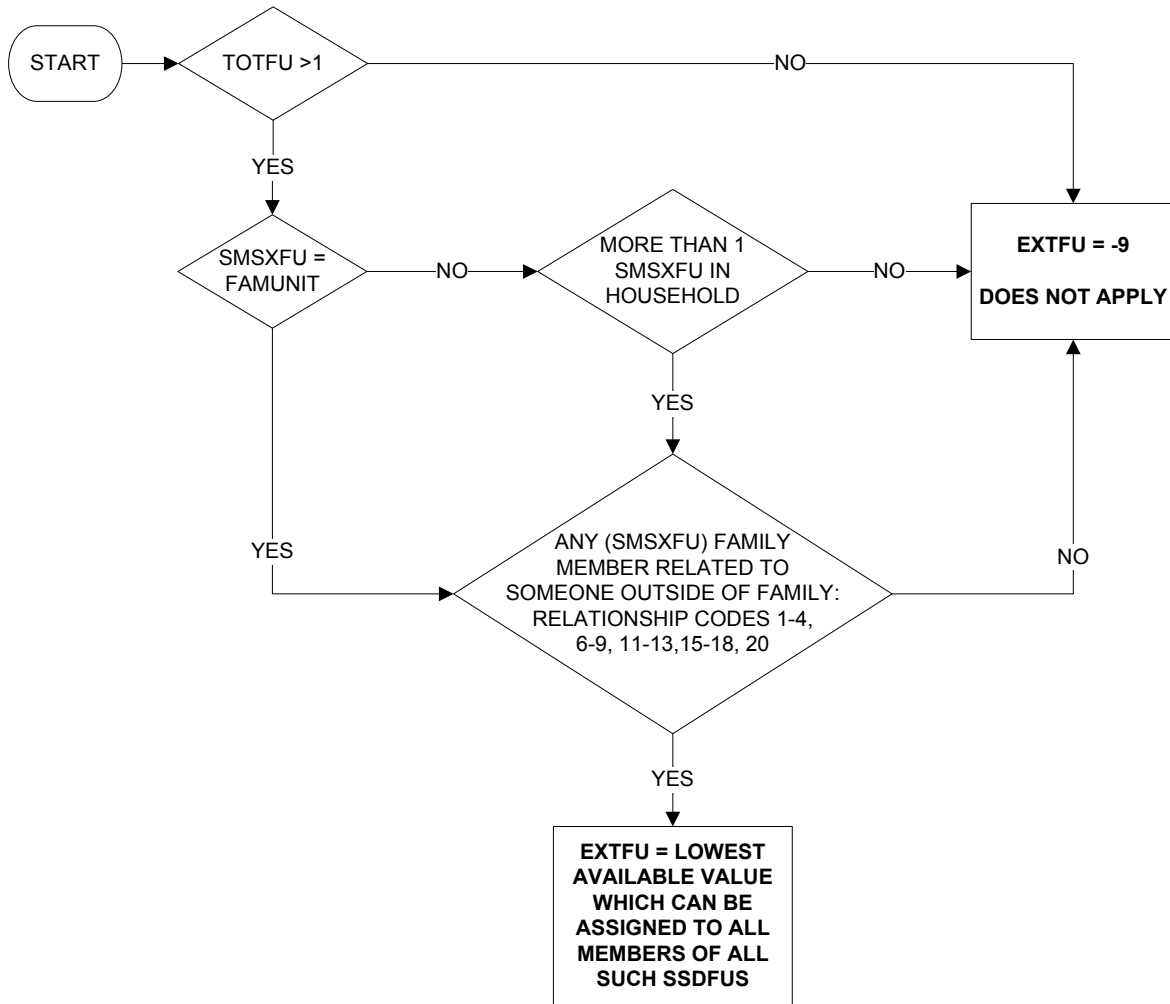 START
TOTFU >1
NO
YES
SMSXFU =
FAMUNIT
NO
MORE THAN 1
SMSXFU IN
HOUSEHOLD
NO
EXTFU = -9
DOES NOT APPLY
YES
YES
ANY (SMSXFU) FAMILY
MEMBER RELATED TO
SOMEONE OUTSIDE OF FAMILY:
RELATIONSHIP CODES 1-4,
6-9, 11-13,15-18, 20
NO
YES
EXTFU = LOWEST
AVAILABLE VALUE
WHICH CAN BE
ASSIGNED TO ALL
MEMBERS OF ALL
SUCH SSDFUS